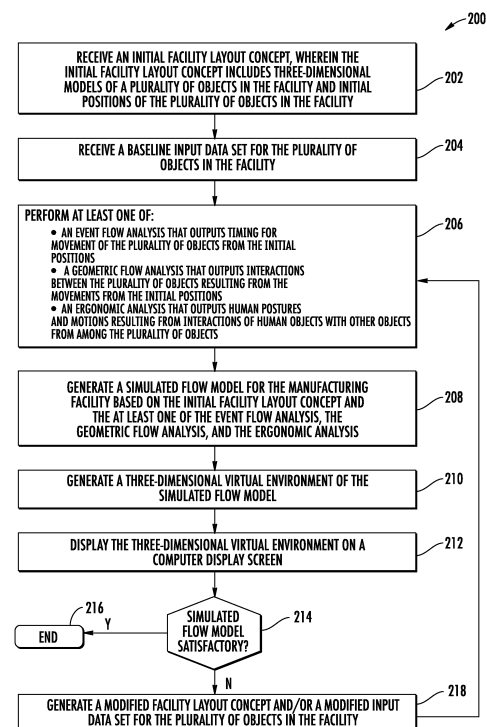 200
RECEIVE AN INITIAL FACILITY LAYOUT CONCEPT, WHEREIN THE
INITIAL FACILITY LAYOUT CONCEPT INCLUDES THREE-DIMENSIONAL
MODELS OF A PLURALITY OF OBJECTS IN THE FACILITY AND INITIAL
POSITIONS OF THE PLURALITY OF OBJECTS IN THE FACILITY
202
RECEIVE A BASELINE INPUT DATA SET FOR THE PLURALITY OF
OBJECTS IN THE FACILITY
204
PERFORM AT LEAST ONE OF:
• AN EVENT FLOW ANALYSIS THAT OUTPUTS TIMING FOR
MOVEMENT OF THE PLURALITY OF OBJECTS FROM THE INITIAL
POSITIONS
• A GEOMETRIC FLOW ANALYSIS THAT OUTPUTS INTERACTIONS
BETWEEN THE PLURALITY OF OBJECTS RESULTING FROM THE
MOVEMENTS FROM THE INITIAL POSITIONS
• AN ERGONOMIC ANALYSIS THAT OUTPUTS HUMAN POSTURES
AND MOTIONS RESULTING FROM INTERACTIONS OF HUMAN OBJECTS WITH OTHER OBJECTS
FROM AMONG THE PLURALITY OF OBJECTS
206
GENERATE A SIMULATED FLOW MODEL FOR THE MANUFACTURING
FACILITY BASED ON THE INITIAL FACILITY LAYOUT CONCEPT AND
THE AT LEAST ONE OF THE EVENT FLOW ANALYSIS, THE
GEOMETRIC FLOW ANALYSIS, AND THE ERGONOMIC ANALYSIS
208
GENERATE A THREE-DIMENSIONAL VIRTUAL ENVIRONMENT OF THE
SIMULATED FLOW MODEL
210
DISPLAY THE THREE-DIMENSIONAL VIRTUAL ENVIRONMENT ON A
COMPUTER DISPLAY SCREEN
212
SIMULATED
FLOW MODEL
SATISFACTORY?
214
Y
216
END
N
GENERATE A MODIFIED FACILITY LAYOUT CONCEPT AND/OR A MODIFIED INPUT
DATA SET FOR THE PLURALITY OF OBJECTS IN THE FACILITY
218